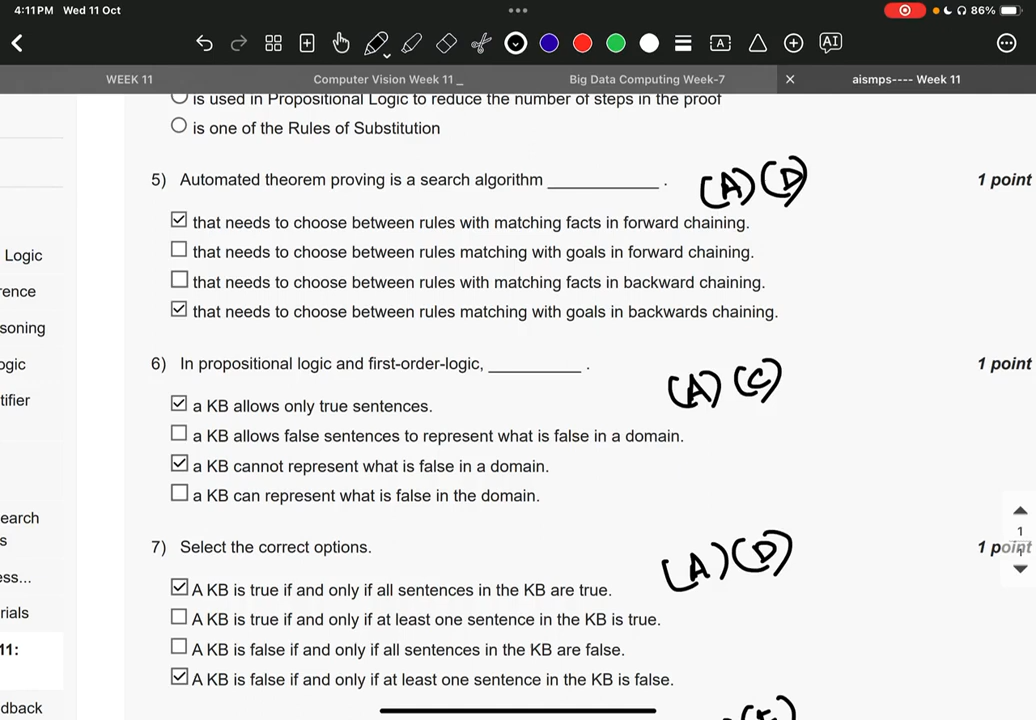 4:11 PM Wed 11 Oct
86%
A
AI
WEEK 11
Computer Vision Week 11 _
Big Data Computing Week-7
aismps---- Week 11
is used in Propositional Logic to reduce the number of steps in the proof
is one of the Rules of Substitution
5) Automated theorem proving is a search algorithm ____________ .
(A) (D)
1 point
that needs to choose between rules with matching facts in forward chaining.
that needs to choose between rules matching with goals in forward chaining.
that needs to choose between rules with matching facts in backward chaining.
that needs to choose between rules matching with goals in backwards chaining.
6) In propositional logic and first-order-logic, __________ .
(A) (C)
1 point
a KB allows only true sentences.
a KB allows false sentences to represent what is false in a domain.
a KB cannot represent what is false in a domain.
a KB can represent what is false in the domain.
7) Select the correct options.
(A) (D)
1 point
A KB is true if and only if all sentences in the KB are true.
A KB is true if and only if at least one sentence in the KB is true.
A KB is false if and only if all sentences in the KB are false.
A KB is false if and only if at least one sentence in the KB is false.
Logic
rence
soning
ogic
tifier
earch
s
ess...
rials
11:
dback
1